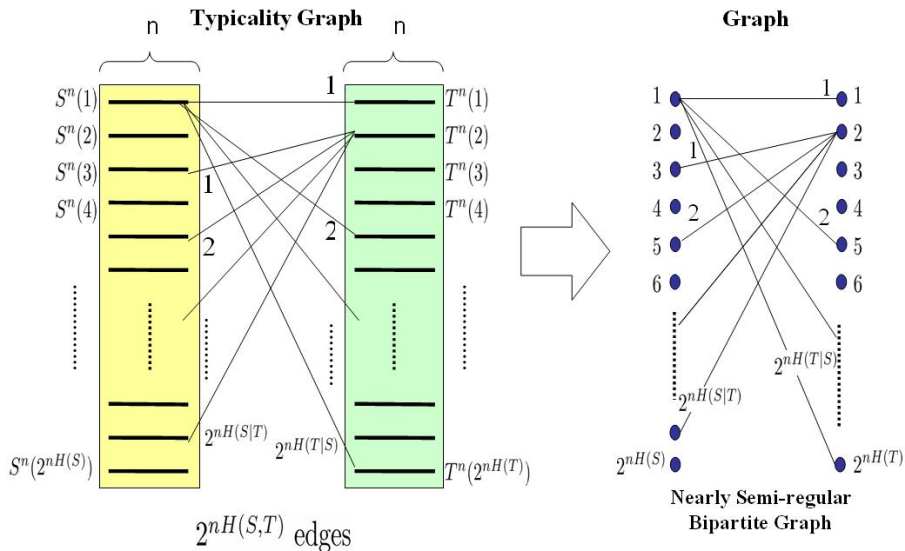 Typicality Graph
n n
S^n(1) 1 T^n(1)
S^n(2) T^n(2)
S^n(3) T^n(3)
1
S^n(4) T^n(4)
2 2
2^{nH(S|T)} 2^{nH(T|S)}
S^n(2^{nH(S)}) T^n(2^{nH(T)})
2^{nH(S,T)} edges
Graph
1 1 1
2 2
1
3 3
4 2 4
2
5 5
6 6
2^{nH(T|S)}
2^{nH(S|T)}
2^{nH(S)} 2^{nH(T)}
Nearly Semi-regular
Bipartite Graph